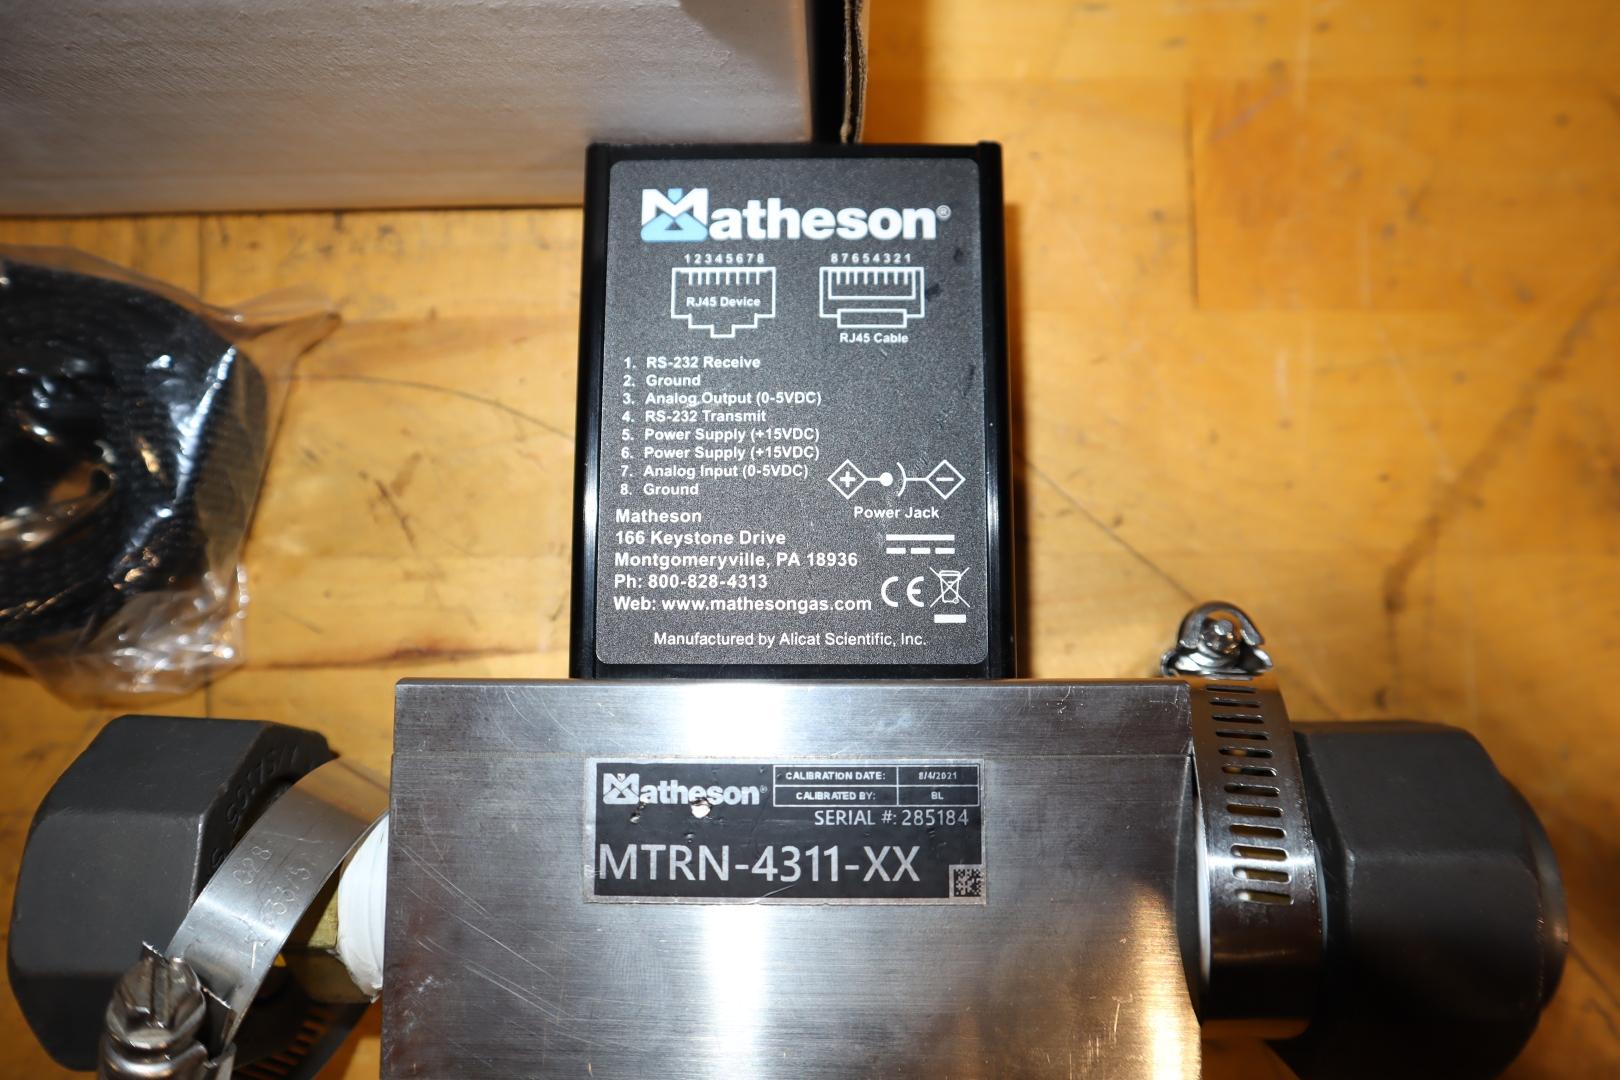 Matheson®
12345678
87654321
RJ45 Device
RJ45 Cable
1. RS-232 Receive
2. Ground
3. Analog Output (0-5VDC)
4. RS-232 Transmit
5. Power Supply (+15VDC)
6. Power Supply (+15VDC)
7. Analog Input (0-5VDC)
8. Ground
Power Jack
Matheson
166 Keystone Drive
Montgomeryville, PA 18936
Ph: 800-828-4313
Web: www.mathesongas.com
CE
Manufactured by Alicat Scientific, Inc.
Matheson®
CALIBRATION DATE: 8/4/2021
CALIBRATED BY: BL
SERIAL #: 285184
MTRN-4311-XX